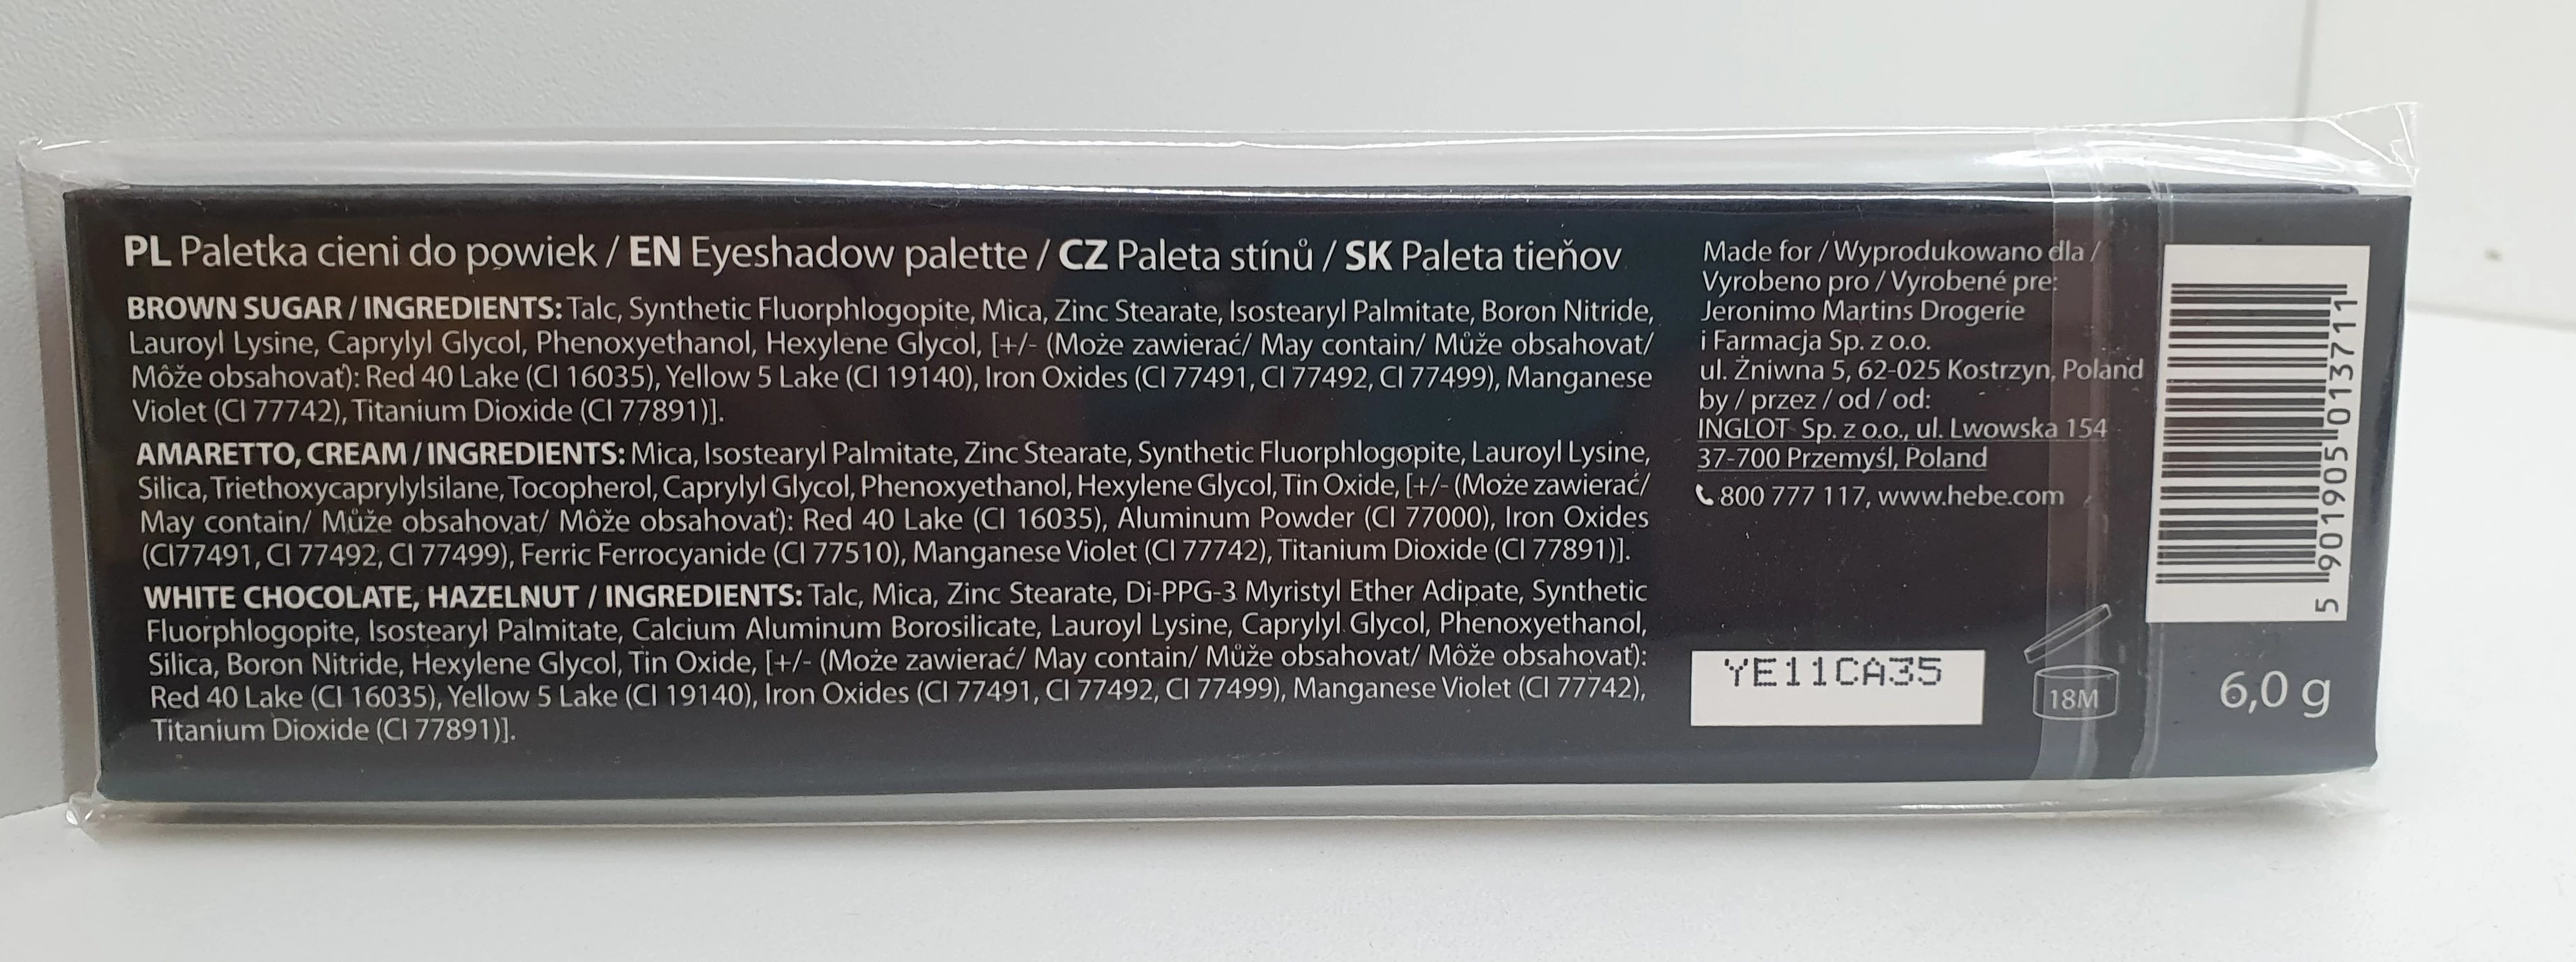 PL Paletka cieni do powiek / EN Eyeshadow palette / CZ Paleta stínů / SK Paleta tieňov
BROWN SUGAR / INGREDIENTS: Talc, Synthetic Fluorphlogopite, Mica, Zinc Stearate, Isostearyl Palmitate, Boron Nitride,
Lauroyl Lysine, Caprylyl Glycol, Phenoxyethanol, Hexylene Glycol, [+/- (Może zawierać/ May contain/ Může obsahovat/
Môže obsahovať): Red 40 Lake (CI 16035), Yellow 5 Lake (CI 19140), Iron Oxides (CI 77491, CI 77492, CI 77499), Manganese
Violet (CI 77742), Titanium Dioxide (CI 77891)].
AMARETTO, CREAM / INGREDIENTS: Mica, Isostearyl Palmitate, Zinc Stearate, Synthetic Fluorphlogopite, Lauroyl Lysine,
Silica, Triethoxycaprylylsilane, Tocopherol, Caprylyl Glycol, Phenoxyethanol, Hexylene Glycol, Tin Oxide, [+/- (Może zawierać/
May contain/ Může obsahovat/ Môže obsahovať): Red 40 Lake (CI 16035), Aluminum Powder (CI 77000), Iron Oxides
(CI77491, CI 77492, CI 77499), Ferric Ferrocyanide (CI 77510), Manganese Violet (CI 77742), Titanium Dioxide (CI 77891)].
WHITE CHOCOLATE, HAZELNUT / INGREDIENTS: Talc, Mica, Zinc Stearate, Di-PPG-3 Myristyl Ether Adipate, Synthetic
Fluorphlogopite, Isostearyl Palmitate, Calcium Aluminum Borosilicate, Lauroyl Lysine, Caprylyl Glycol, Phenoxyethanol,
Silica, Boron Nitride, Hexylene Glycol, Tin Oxide, [+/- (Może zawierać/ May contain/ Může obsahovat/ Môže obsahovať):
Red 40 Lake (CI 16035), Yellow 5 Lake (CI 19140), Iron Oxides (CI 77491, CI 77492, CI 77499), Manganese Violet (CI 77742),
Titanium Dioxide (CI 77891)].
Made for / Wyprodukowano dla /
Vyrobeno pro / Vyrobené pre:
Jeronimo Martins Drogerie
i Farmacja Sp. z o.o.
ul. Żniwna 5, 62-025 Kostrzyn, Poland
by / przez / od / od:
INGLOT Sp. z o.o., ul. Lwowska 154
37-700 Przemyśl, Poland
800 777 117, www.hebe.com
YE11CA35
18M
5 901905 013711
6,0 g